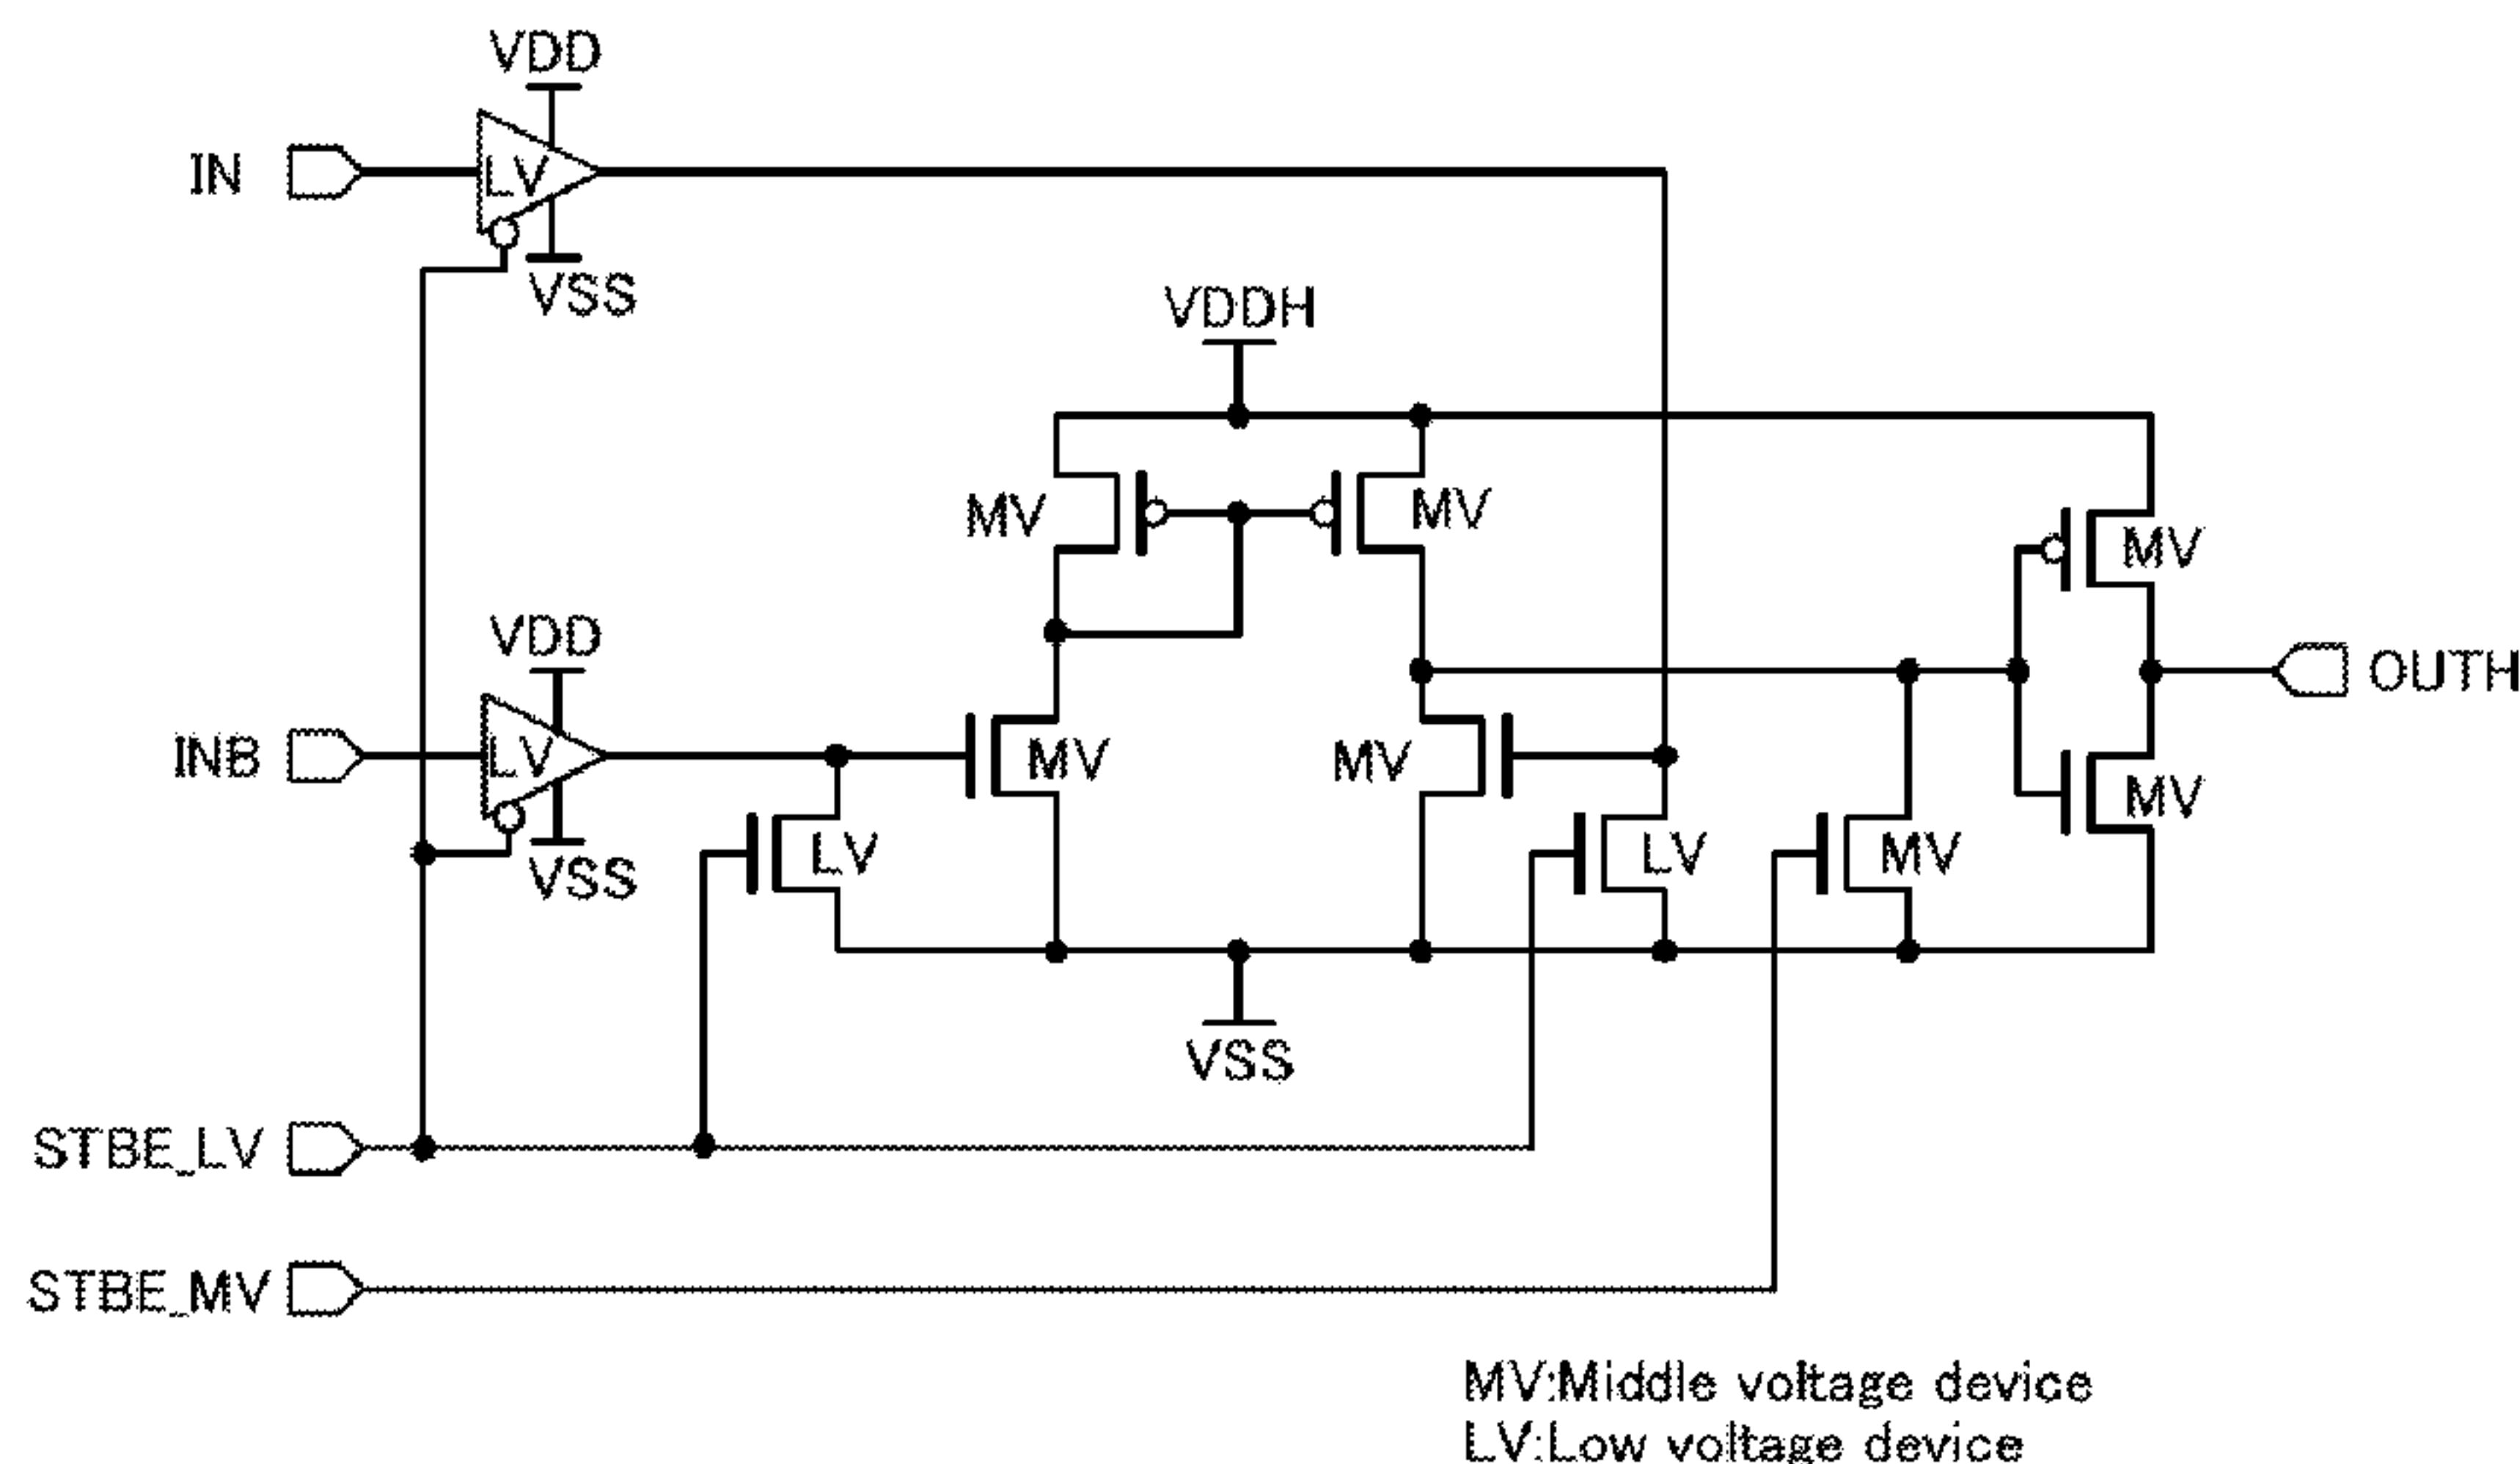 VDD
IN
LV
VSS
VDDH
MV
MV
MV
VDD
OUTH
INB
LV
MV
MV
MV
LV
LV
MV
VSS
VSS
STBE_LV
STBE_MV
MV:Middle voltage device
LV:Low voltage device